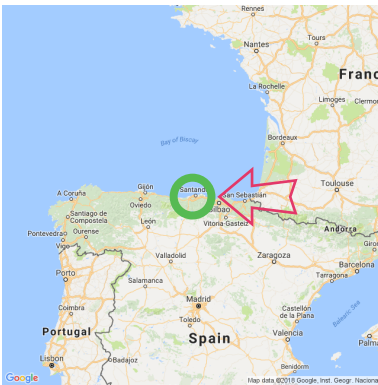 Rennes
Tours
Nantes
Franc
La Rochelle
Limoges
Clermo
Bay of Biscay
Bordeaux
Toulouse
Gijón
Santand
San Sebastián
A Coruña
Oviedo
Bilbao
Santiago de
Compostela
León
Vitoria-Gasteiz
Andorra
Pontevedra
Ourense
Giro
Vigo
Valladolid
Zaragoza
Barcelona
Porto
Tarragona
Salamanca
Madrid
Castellón
de la Plana
Balearic Sea
Coimbra
Toledo
Portugal
Spain
Valencia
Palm
Lisbon
Badajoz
Benidorm
Google
Map data ©2018 Google, Inst. Geogr. Naciona